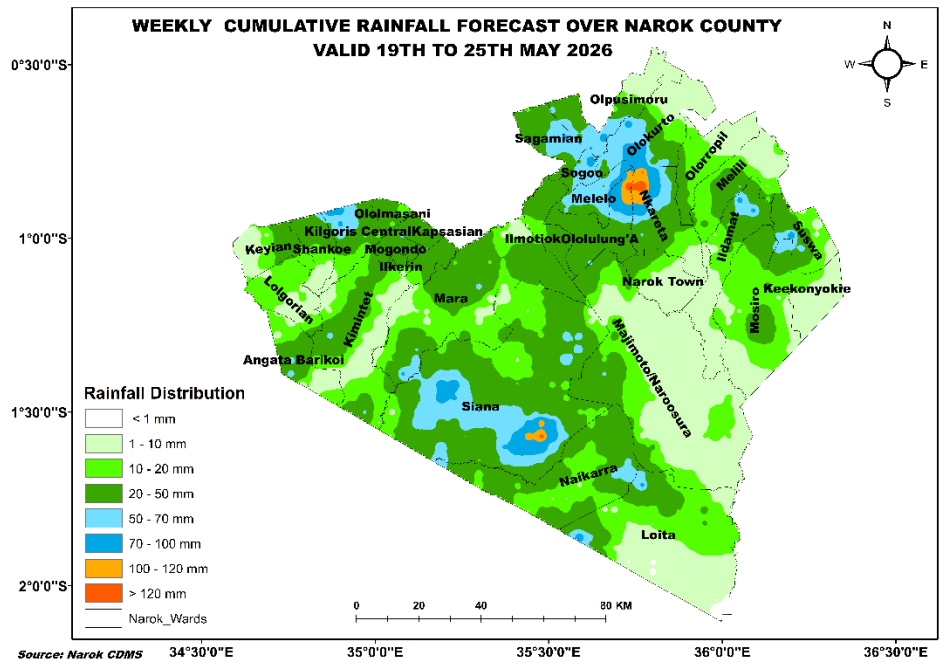 WEEKLY CUMULATIVE RAINFALL FORECAST OVER NAROK COUNTY
VALID 19TH TO 25TH MAY 2026
N
W
E
S
0°30'0"S
1°0'0"S
1°30'0"S
2°0'0"S
Olpusimoru
Sagamian
Olokurto
Olorropil
Sogoo
Melili
Melelo
Nkareta
Ololmasani
Kilgoris Central
Kapsasian
Keyian
Shankoe
Mogondo
Ilmotiok
Ololulung'A
Ildamat
Suswa
Ilkerin
Narok Town
Keekonyokie
Lolgorian
Kimintet
Mara
Mosiro
Majimoto/Naroosura
Angata Barikoi
Siana
Naikarra
Loita
Rainfall Distribution
< 1 mm
1 - 10 mm
10 - 20 mm
20 - 50 mm
50 - 70 mm
70 - 100 mm
100 - 120 mm
> 120 mm
Narok_Wards
0 20 40 80 KM
Source: Narok CDMS
34°30'0"E
35°0'0"E
35°30'0"E
36°0'0"E
36°30'0"E